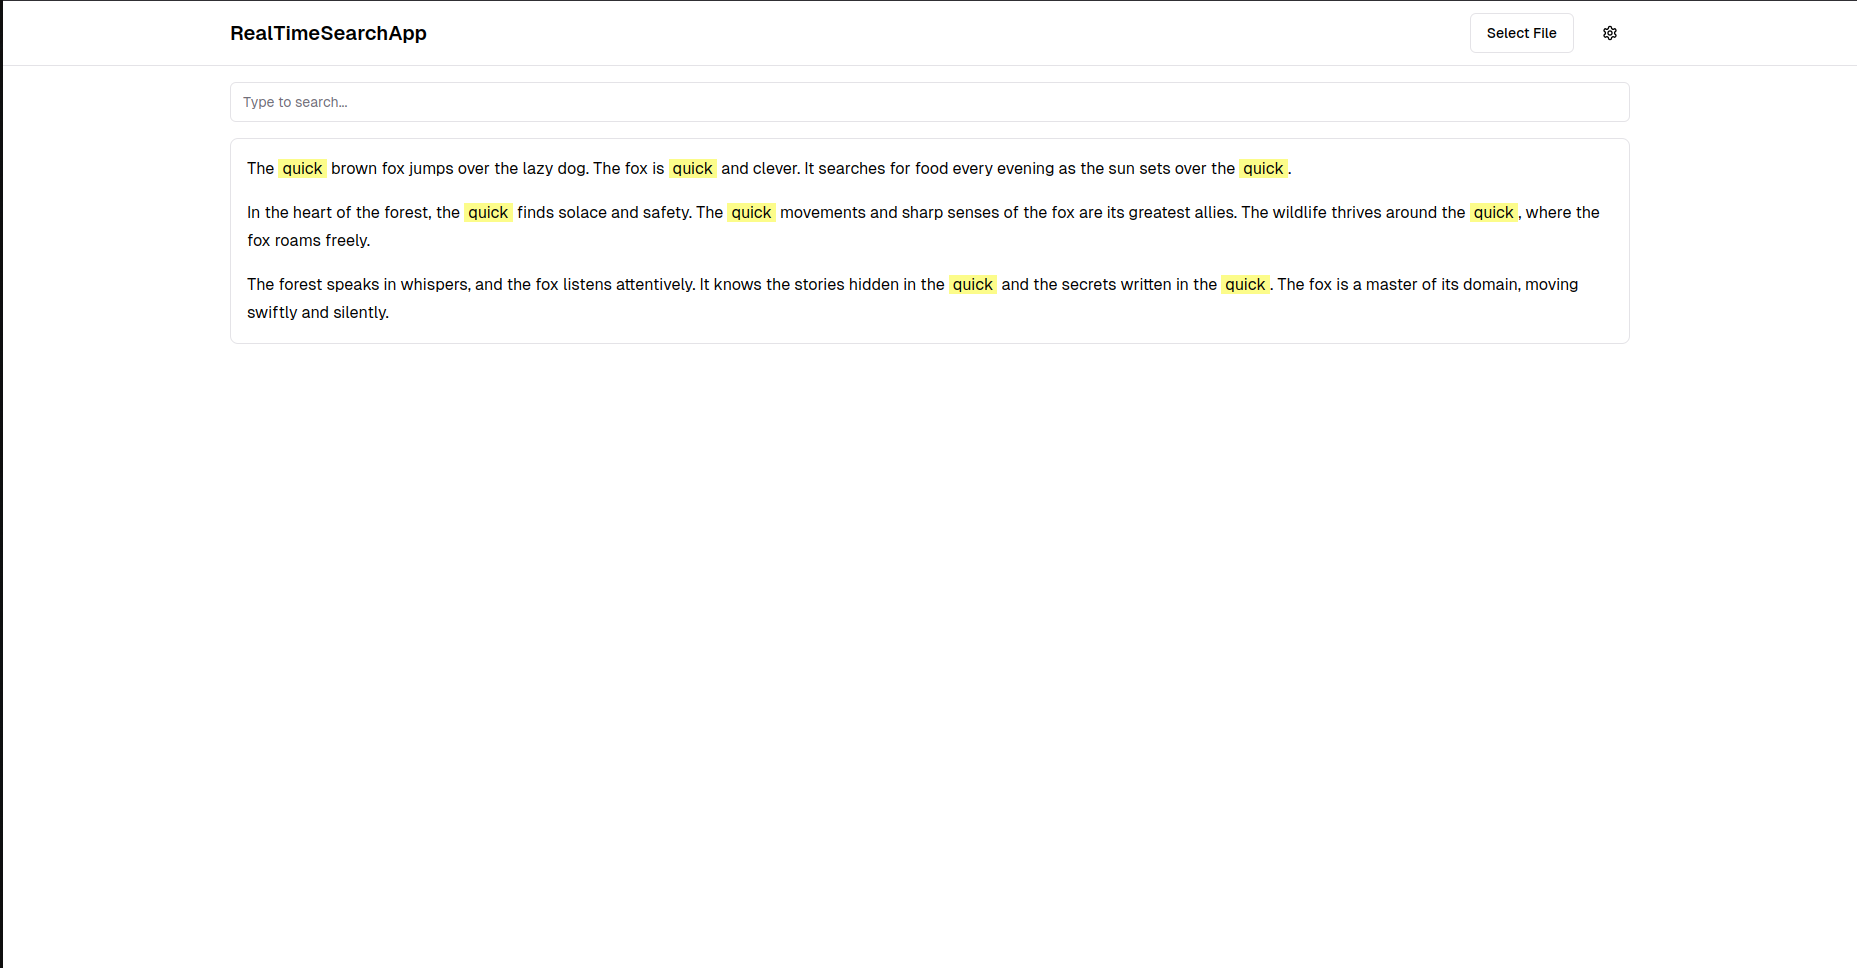 RealTimeSearchApp
Select File
Type to search...
The quick brown fox jumps over the lazy dog. The fox is quick and clever. It searches for food every evening as the sun sets over the quick.
In the heart of the forest, the quick finds solace and safety. The quick movements and sharp senses of the fox are its greatest allies. The wildlife thrives around the quick, where the
fox roams freely.
The forest speaks in whispers, and the fox listens attentively. It knows the stories hidden in the quick and the secrets written in the quick. The fox is a master of its domain, moving
swiftly and silently.